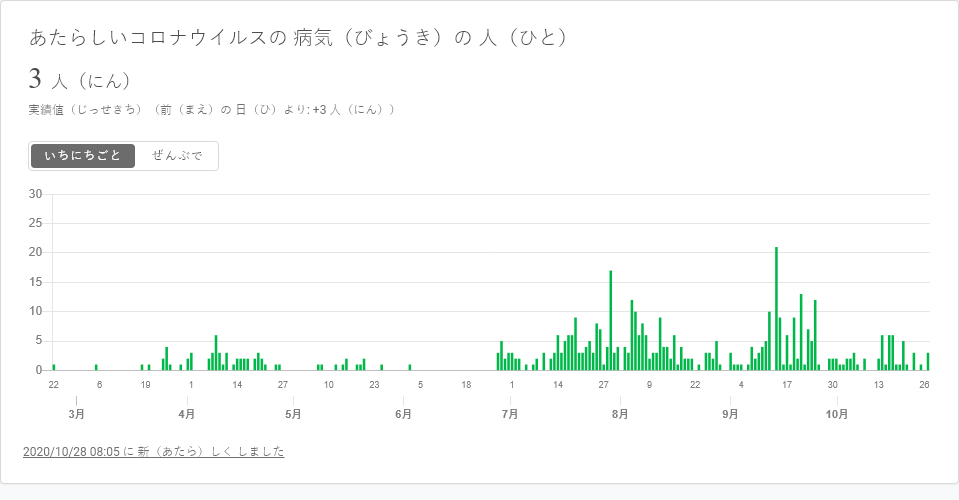 あたらしいコロナウイルスの 病気（びょうき）の 人（ひと）
3 人（にん）
実績値（じっせきち）（前（まえ）の 日（ひ）より: +3 人（にん））
いちにちごと ぜんぶで
30
25
20
15
10
5
0
22 6 19 1 14 27 10 23 5 18 1 14 27 9 22 4 17 30 13 26
3月 4月 5月 6月 7月 8月 9月 10月
2020/10/28 08:05 に 新（あたら）しく しました